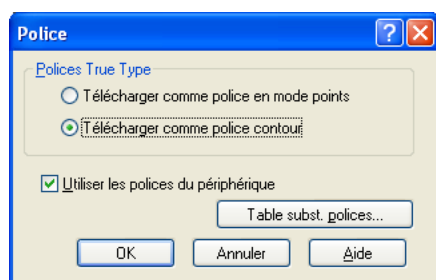 Police
Polices True Type
Télécharger comme police en mode points
Télécharger comme police contour
Utiliser les polices du périphérique
Table subst. polices...
OK Annuler Aide